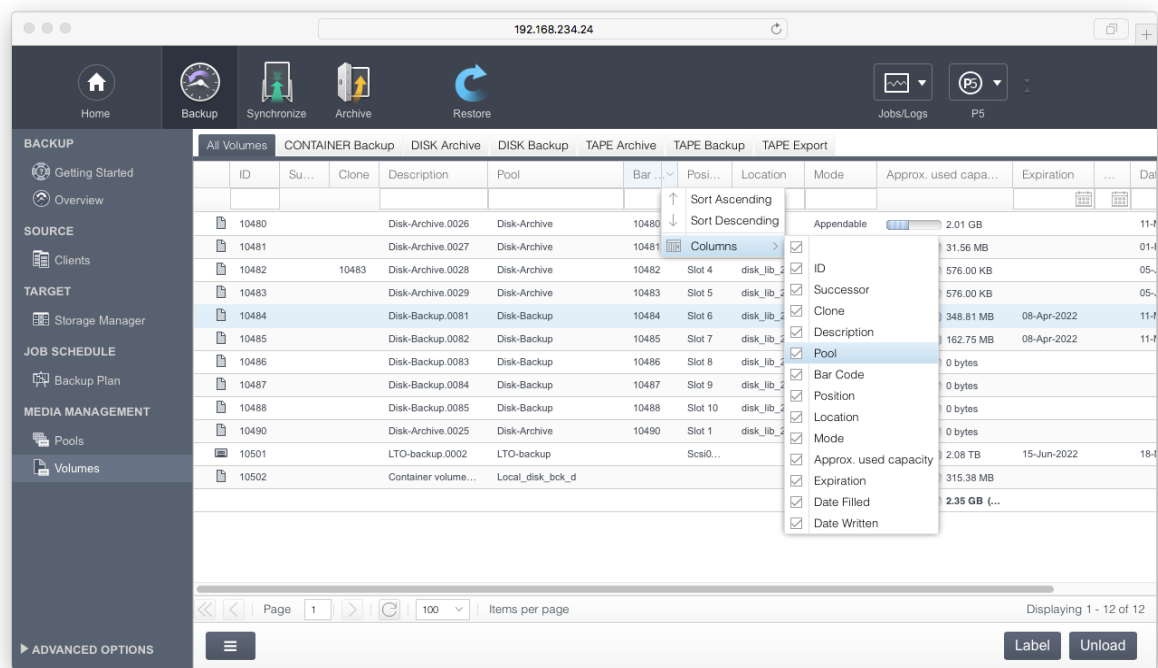 192.168.234.24
Home
Backup
Synchronize
Archive
Restore
Jobs/Logs
P5
P5
BACKUP
Getting Started
Overview
SOURCE
Clients
TARGET
Storage Manager
JOB SCHEDULE
Backup Plan
MEDIA MANAGEMENT
Pools
Volumes
ADVANCED OPTIONS
All Volumes CONTAINER Backup DISK Archive DISK Backup TAPE Archive TAPE Backup TAPE Export
ID Su... Clone Description Pool Bar ... Posi... Location Mode Approx. used capa... Expiration ... Dat
10480 Disk-Archive.0026 Disk-Archive 10480 Appendable 2.01 GB 11-
10481 Disk-Archive.0027 Disk-Archive 10481 31.56 MB 01-
10482 10483 Disk-Archive.0028 Disk-Archive 10482 Slot 4 disk_lib_2 576.00 KB 05-
10483 Disk-Archive.0029 Disk-Archive 10483 Slot 5 disk_lib_2 576.00 KB 05-
10484 Disk-Backup.0081 Disk-Backup 10484 Slot 6 disk_lib_2 348.81 MB 08-Apr-2022 11-
10485 Disk-Backup.0082 Disk-Backup 10485 Slot 7 disk_lib_2 162.75 MB 08-Apr-2022 11-
10486 Disk-Backup.0083 Disk-Backup 10486 Slot 8 disk_lib_2 0 bytes
10487 Disk-Backup.0084 Disk-Backup 10487 Slot 9 disk_lib_2 0 bytes
10488 Disk-Backup.0085 Disk-Backup 10488 Slot 10 disk_lib_2 0 bytes
10490 Disk-Archive.0025 Disk-Archive 10490 Slot 1 disk_lib_2 0 bytes
10501 LTO-backup.0002 LTO-backup Scsi0... 2.08 TB 15-Jun-2022 18-
10502 Container volume... Local_disk_bck_d 315.38 MB
2.35 GB (...
Sort Ascending
Sort Descending
Columns
ID
Successor
Clone
Description
Pool
Bar Code
Position
Location
Mode
Approx. used capacity
Expiration
Date Filled
Date Written
Page 1 100 Items per page Displaying 1 - 12 of 12
Label Unload